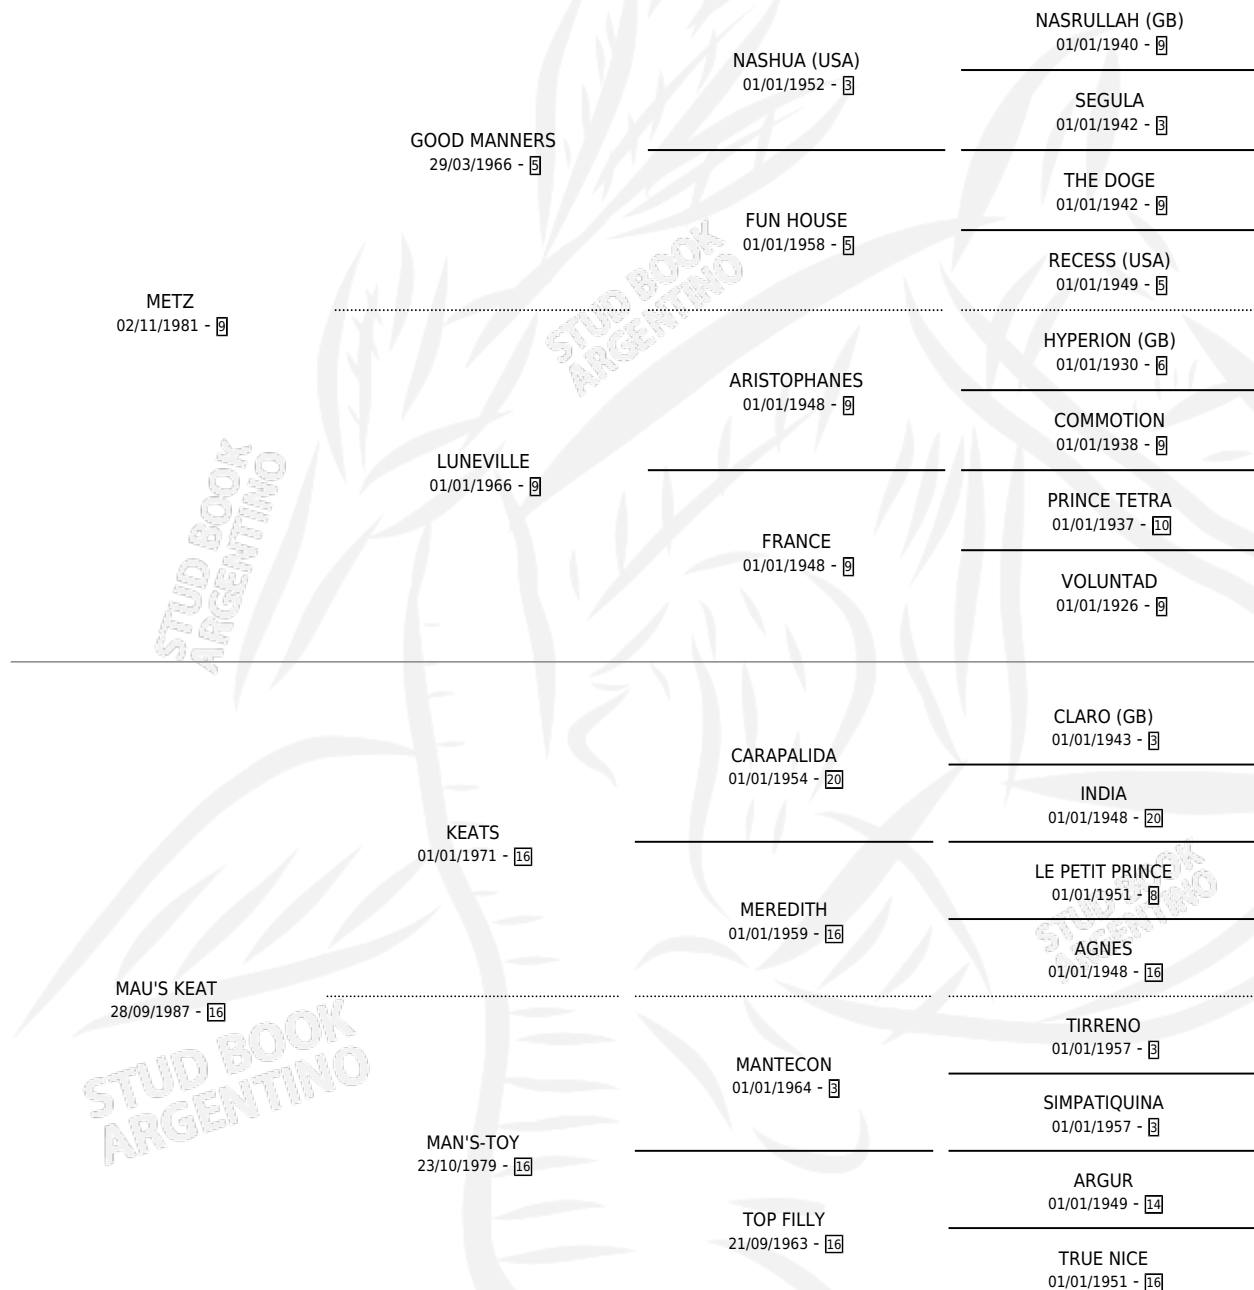 NASRULLAH (GB)
01/01/1940 - 9
NASHUA (USA)
01/01/1952 - 3
SEGULA
01/01/1942 - 3
GOOD MANNERS
29/03/1966 - 5
THE DOGE
01/01/1942 - 9
FUN HOUSE
01/01/1958 - 5
RECESS (USA)
01/01/1949 - 5
METZ
02/11/1981 - 9
HYPERION (GB)
01/01/1930 - 6
ARISTOPHANES
01/01/1948 - 9
COMMOTION
01/01/1938 - 9
LUNEVILLE
01/01/1966 - 9
PRINCE TETRA
01/01/1937 - 10
FRANCE
01/01/1948 - 9
VOLUNTAD
01/01/1926 - 9
CLARO (GB)
01/01/1943 - 3
CARAPALIDA
01/01/1954 - 20
INDIA
01/01/1948 - 20
KEATS
01/01/1971 - 16
LE PETIT PRINCE
01/01/1951 - 8
MEREDITH
01/01/1959 - 16
AGNES
01/01/1948 - 16
MAU'S KEAT
28/09/1987 - 16
TIRRENO
01/01/1957 - 3
MANTECON
01/01/1964 - 3
SIMPATIQUINA
01/01/1957 - 3
MAN'S-TOY
23/10/1979 - 16
ARGUR
01/01/1949 - 14
TOP FILLY
21/09/1963 - 16
TRUE NICE
01/01/1951 - 16
STUD BOOK
ARGENTINO
STUD BOOK
ARGENTINO
STUD BOOK
ARGENTINO
STUD BOOK
ARGENTINO